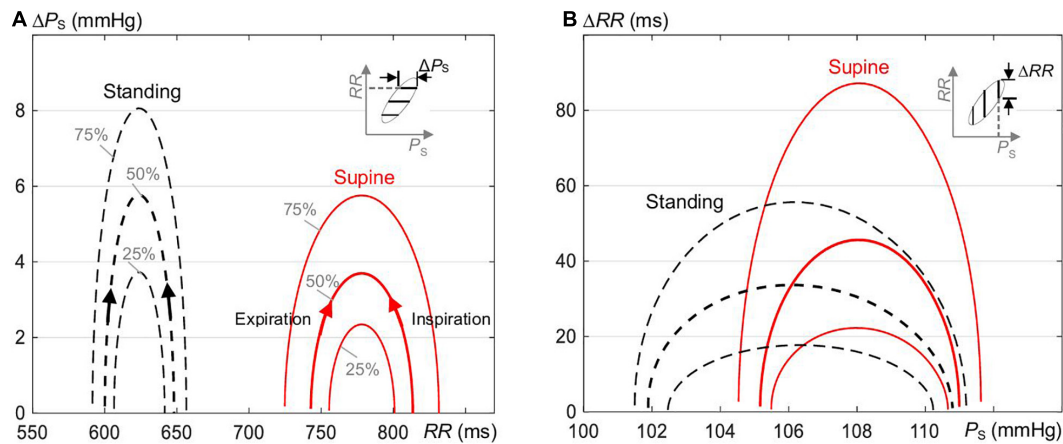 A ΔPS (mmHg)
8
6
4
2
0
550
600
650
700
750
800
RR (ms)
Standing
75%
50%
25%
Supine
75%
50%
25%
Expiration
Inspiration
ΔPS
RR
PS
B ΔRR (ms)
80
60
40
20
0
100
102
104
106
108
110
PS (mmHg)
Supine
Standing
ΔRR
RR
PS